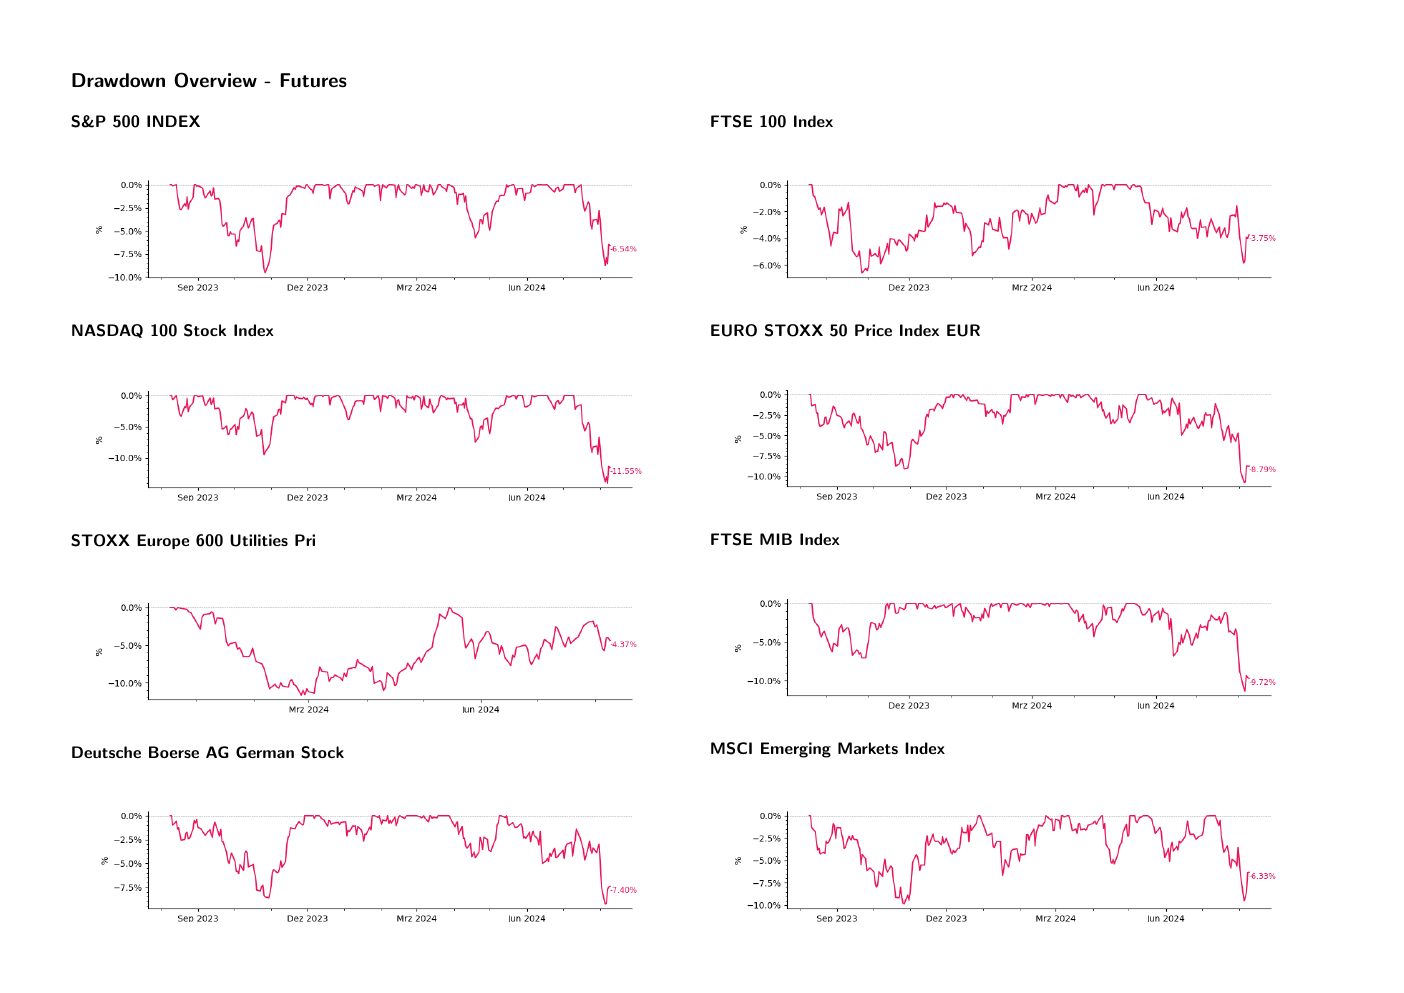 Drawdown Overview - Futures
S&P 500 INDEX
0.0%
−2.5%
−5.0%
−7.5%
−10.0%
%
-6.54%
Sep 2023 Dez 2023 Mrz 2024 Jun 2024
FTSE 100 Index
0.0%
−2.0%
−4.0%
−6.0%
%
-3.75%
Dez 2023 Mrz 2024 Jun 2024
NASDAQ 100 Stock Index
0.0%
−5.0%
−10.0%
%
-11.55%
Sep 2023 Dez 2023 Mrz 2024 Jun 2024
EURO STOXX 50 Price Index EUR
0.0%
−2.5%
−5.0%
−7.5%
−10.0%
%
-8.79%
Sep 2023 Dez 2023 Mrz 2024 Jun 2024
STOXX Europe 600 Utilities Pri
0.0%
−5.0%
−10.0%
%
-4.37%
Mrz 2024 Jun 2024
FTSE MIB Index
0.0%
−5.0%
−10.0%
%
-9.72%
Dez 2023 Mrz 2024 Jun 2024
Deutsche Boerse AG German Stock
0.0%
−2.5%
−5.0%
−7.5%
%
-7.40%
Sep 2023 Dez 2023 Mrz 2024 Jun 2024
MSCI Emerging Markets Index
0.0%
−2.5%
−5.0%
−7.5%
−10.0%
%
-6.33%
Sep 2023 Dez 2023 Mrz 2024 Jun 2024